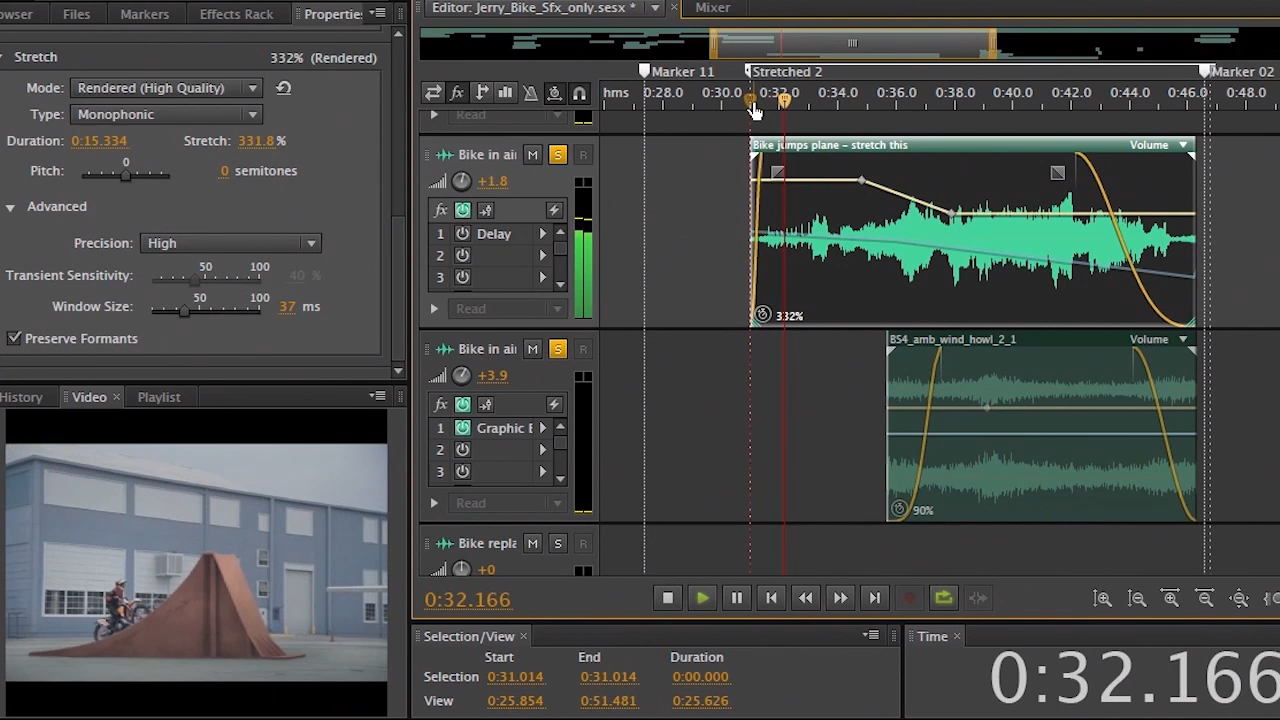 owser Files Markers Effects Rack Properties
Stretch 332% (Rendered)
Mode: Rendered (High Quality)
Type: Monophonic
Duration: 0:15.334 Stretch: 331.8 %
0
Pitch: 0 semitones
Advanced
Precision: High
50 100
Transient Sensitivity: 40 %
50 100
Window Size: 37 ms
Preserve Formants
History Video × Playlist
Editor: Jerry_Bike_Sfx_only.sesx * × Mixer
Marker 11 Stretched 2 Marker 02
hms 0:28.0 0:30.0 0:32.0 0:34.0 0:36.0 0:38.0 0:40.0 0:42.0 0:44.0 0:46.0 0:48.0
Read
Bike in air M S R
+1.8
fx
1 Delay
2
3
Read
Bike jumps plane – stretch this Volume
332%
Bike in air M S R
+3.9
fx
1 Graphic E
2
3
Read
BS4_amb_wind_howl_2_1 Volume
90%
Bike repla M S R
+0
0:32.166
Selection/View ×
Start End Duration
Selection 0:31.014 0:31.014 0:00.000
View 0:25.854 0:51.481 0:25.626
Time ×
0:32.166